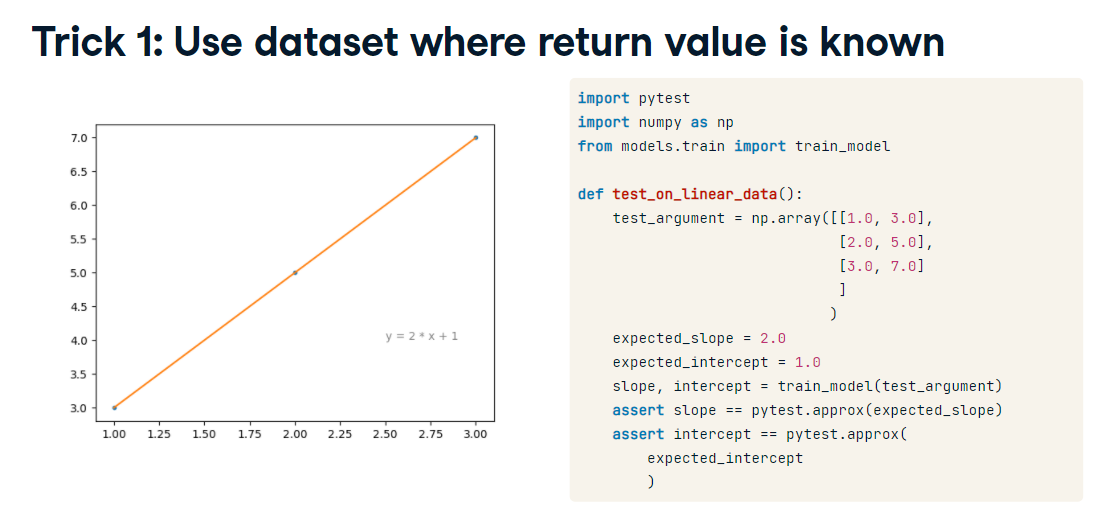 Trick 1: Use dataset where return value is known
7.0
6.5
6.0
5.5
5.0
4.5
4.0
3.5
3.0
y = 2 * x + 1
1.00 1.25 1.50 1.75 2.00 2.25 2.50 2.75 3.00
import pytest
import numpy as np
from models.train import train_model
def test_on_linear_data():
    test_argument = np.array([[1.0, 3.0],
                              [2.0, 5.0],
                              [3.0, 7.0]
                              ]
                             )
    expected_slope = 2.0
    expected_intercept = 1.0
    slope, intercept = train_model(test_argument)
    assert slope == pytest.approx(expected_slope)
    assert intercept == pytest.approx(
        expected_intercept
        )